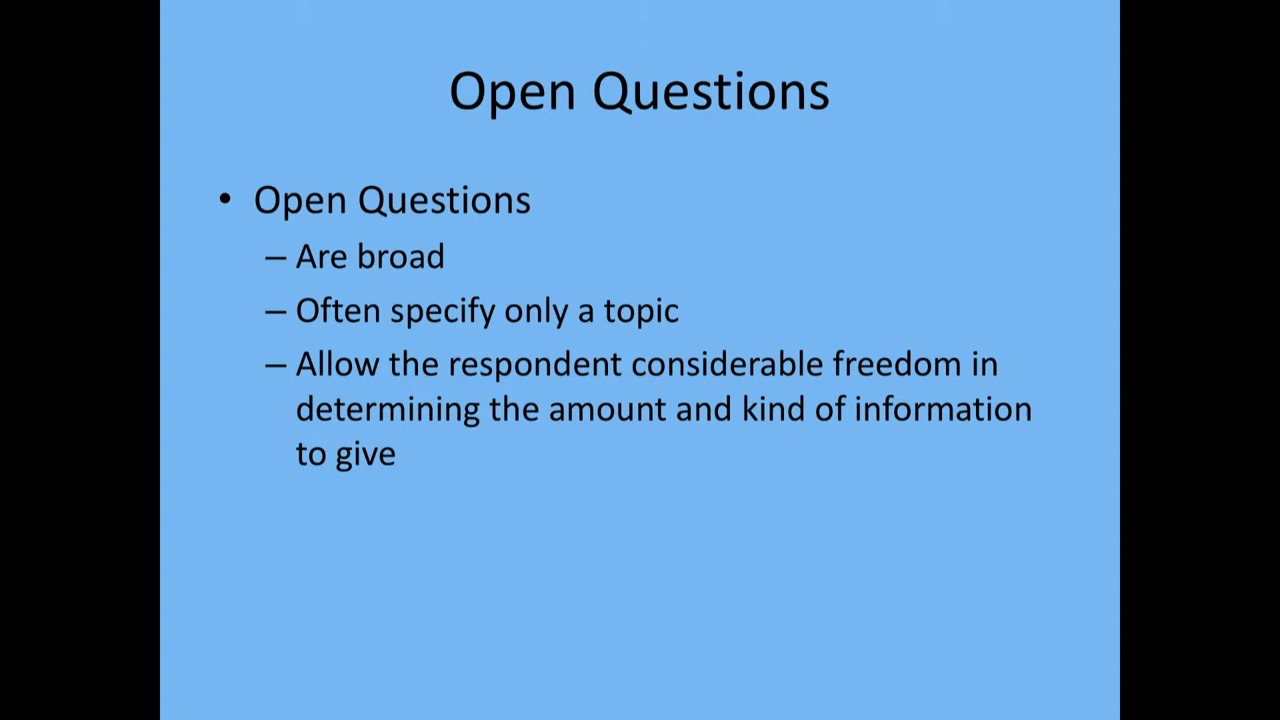 Open Questions
• Open Questions
– Are broad
– Often specify only a topic
– Allow the respondent considerable freedom in
determining the amount and kind of information
to give